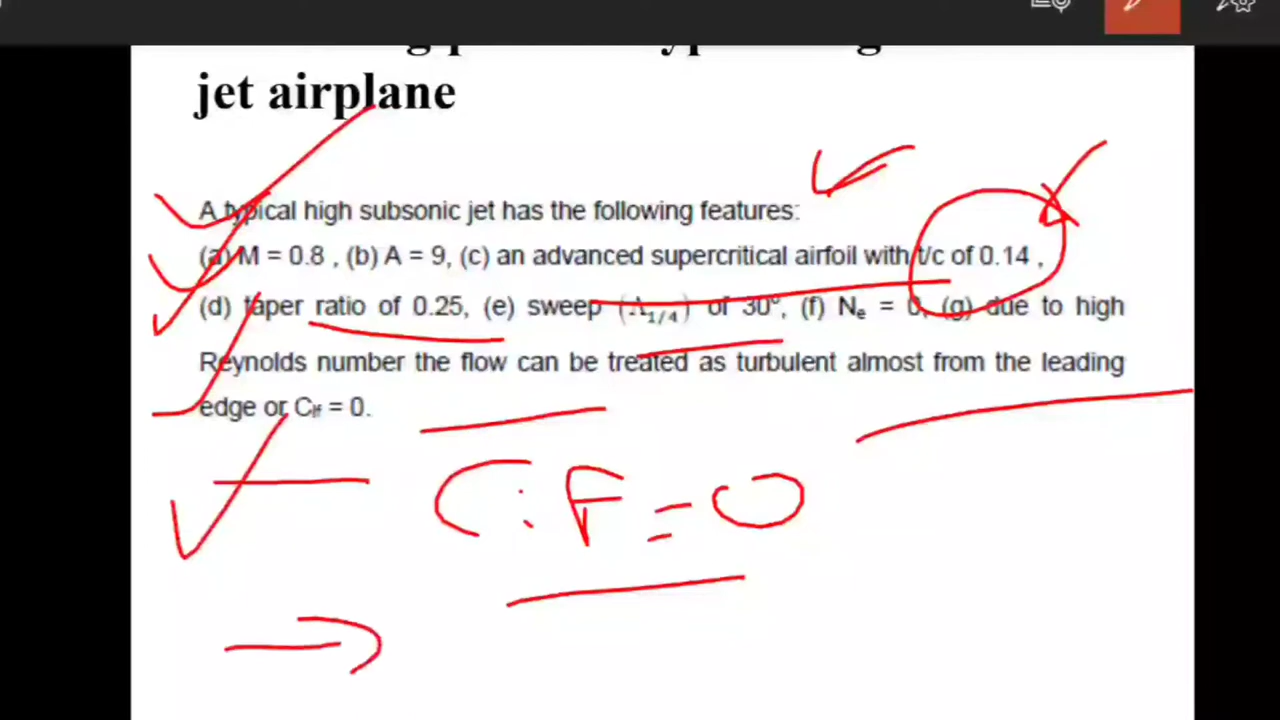 jet airplane
A typical high subsonic jet has the following features:
(a) M = 0.8 , (b) A = 9, (c) an advanced supercritical airfoil with t/c of 0.14 ,
(d) taper ratio of 0.25, (e) sweep (Λ1/4) of 30°, (f) Ne = 0, (g) due to high
Reynolds number the flow can be treated as turbulent almost from the leading
edge or Clf = 0.
CiF = 0